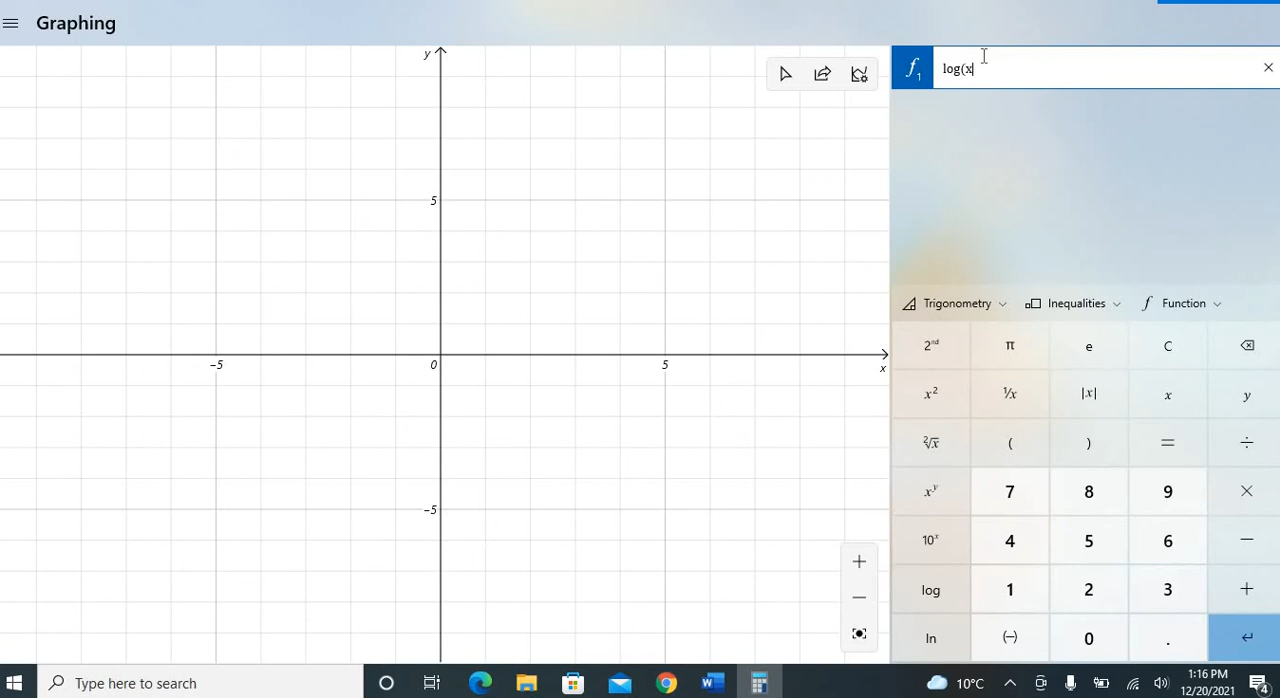 Graphing
y
5
-5
0
5
x
-5
f1
log(x
Trigonometry
Inequalities
f Function
2nd
π
e
C
x2
1/x
|x|
x
y
2√x
(
)
=
÷
xy
7
8
9
×
10x
4
5
6
−
log
1
2
3
+
ln
(−)
0
.
+
−
Type here to search
10°C
1:16 PM
12/20/2021